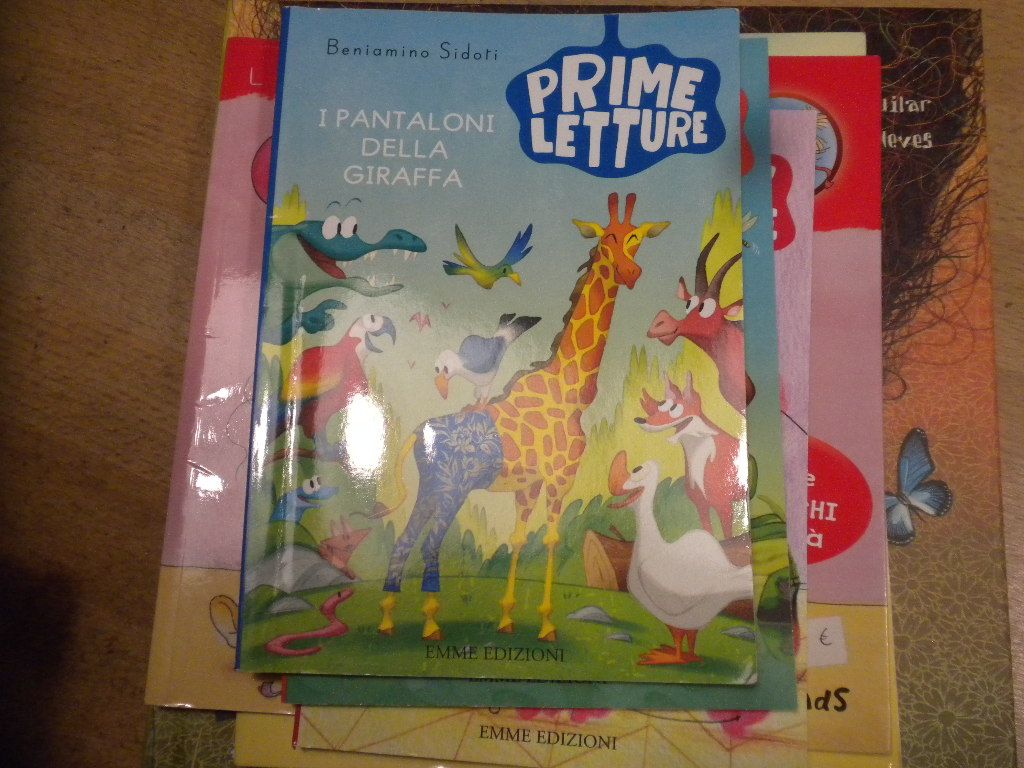 Beniamino Sidoti
PRIME
LETTURE
I PANTALONI
DELLA
GIRAFFA
EMME EDIZIONI
EMME EDIZIONI
€